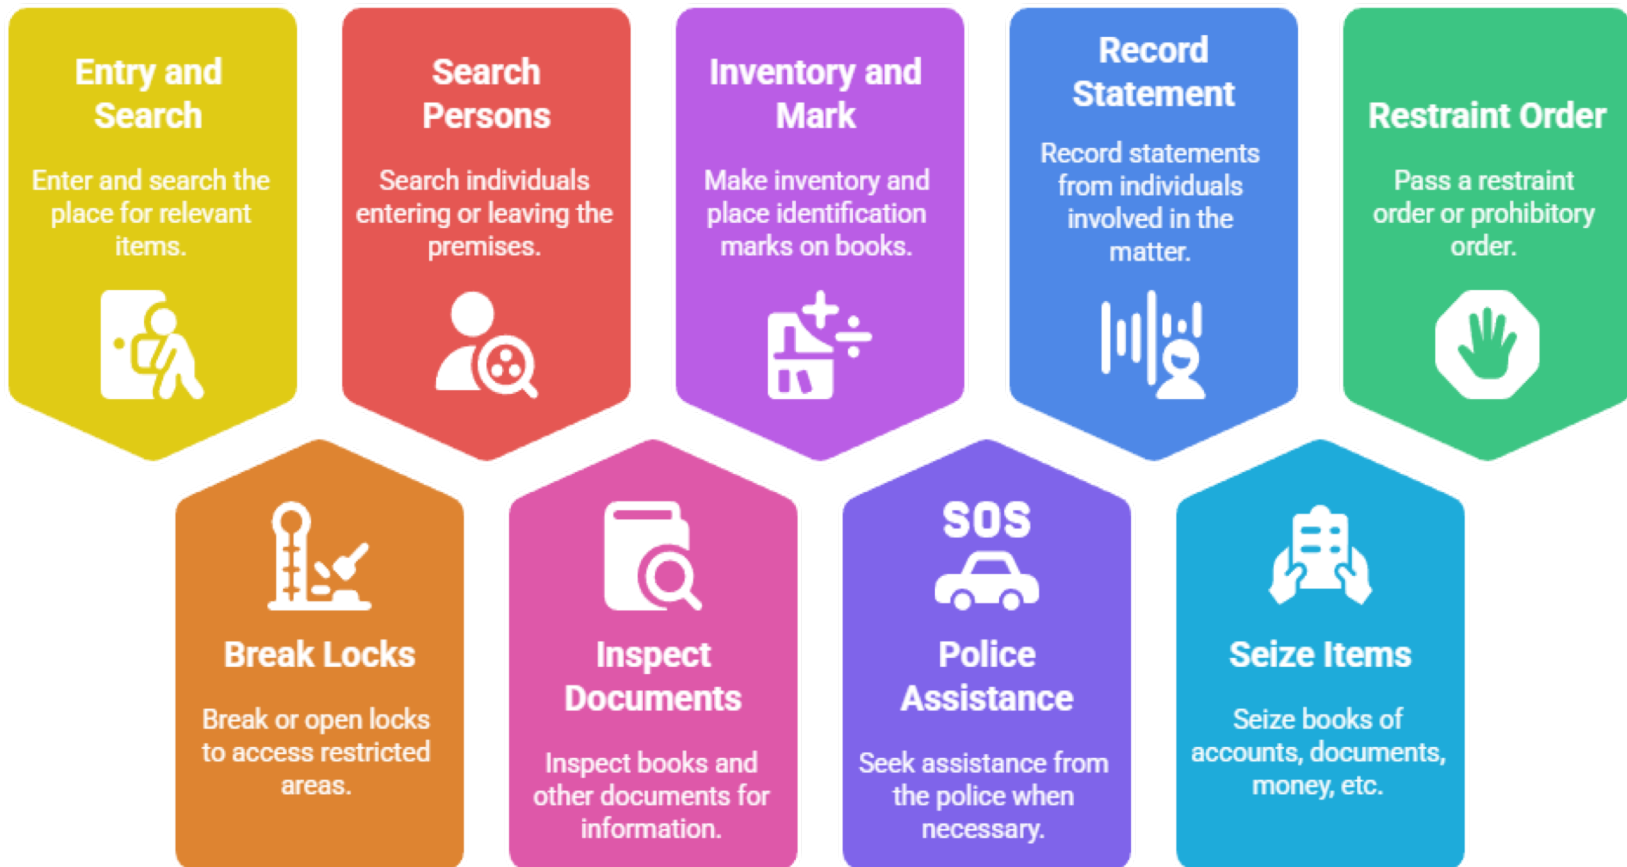 Entry and
Search
Enter and search the
place for relevant
items.
Search
Persons
Search individuals
entering or leaving the
premises.
Inventory and
Mark
Make inventory and
place identification
marks on books.
Record
Statement
Record statements
from individuals
involved in the
matter.
Restraint Order
Pass a restraint
order or prohibitory
order.
Break Locks
Break or open locks
to access restricted
areas.
Inspect
Documents
Inspect books and
other documents for
information.
SOS
Police
Assistance
Seek assistance from
the police when
necessary.
Seize Items
Seize books of
accounts, documents,
money, etc.